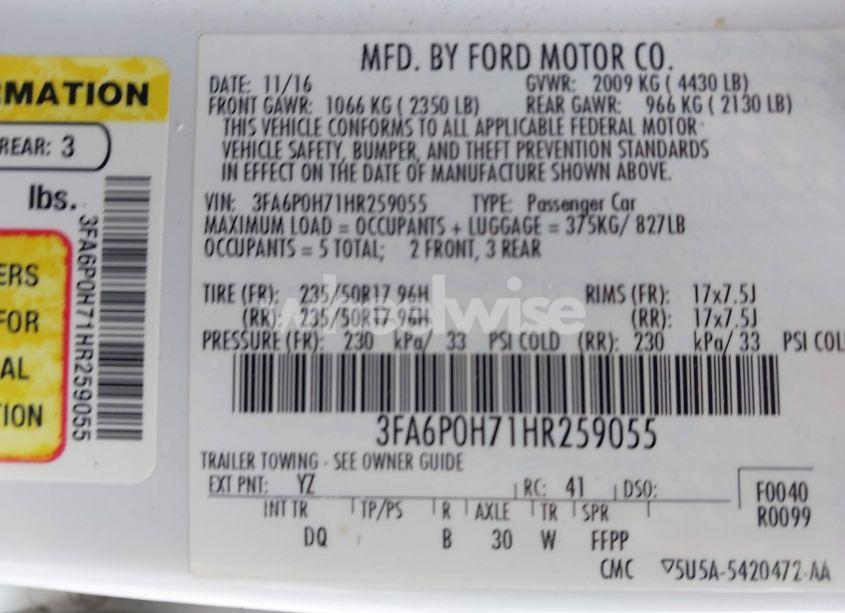 RMATION
REAR: 3
lbs.
3FA6P0H71HR259055
ERS
FOR
AL
TION
MFD. BY FORD MOTOR CO.
DATE: 11/16 GVWR: 2009 KG ( 4430 LB)
FRONT GAWR: 1066 KG ( 2350 LB) REAR GAWR: 966 KG ( 2130 LB)
THIS VEHICLE CONFORMS TO ALL APPLICABLE FEDERAL MOTOR
VEHICLE SAFETY, BUMPER, AND THEFT PREVENTION STANDARDS
IN EFFECT ON THE DATE OF MANUFACTURE SHOWN ABOVE.
VIN: 3FA6P0H71HR259055 TYPE: Passenger Car
MAXIMUM LOAD = OCCUPANTS + LUGGAGE = 375KG/ 827LB
OCCUPANTS = 5 TOTAL; 2 FRONT, 3 REAR
TIRE (FR): 235/50R17 96H RIMS (FR): 17x7.5J
(RR): 235/50R17 96H (RR): 17x7.5J
wheelwise
PRESSURE (FR): 230 kPa/ 33 PSI COLD (RR): 230 kPa/ 33 PSI COL
3FA6P0H71HR259055
TRAILER TOWING - SEE OWNER GUIDE
EXT PNT: YZ RC: 41 DSO: F0040
INT TR TP/PS R AXLE TR SPR R0099
DQ B 30 W FFPP
CMC ▽5U5A-5420472-AA